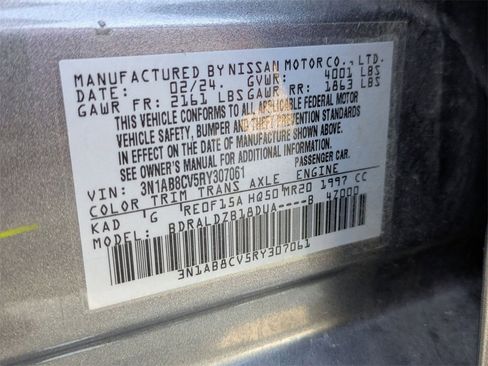 MANUFACTURED BY NISSAN MOTOR CO., LTD.
DATE: 02/24. GVWR: 4001 LBS
GAWR FR: 2161 LBS GAWR RR: 1863 LBS
THIS VEHICLE CONFORMS TO ALL APPLICABLE FEDERAL MOTOR
VEHICLE SAFETY, BUMPER AND THEFT PREVENTION STANDARDS
IN EFFECT ON THE DATE OF MANUFACTURE SHOWN ABOVE.
SEE OWNER'S MANUAL FOR ADDITIONAL INFORMATION.
VIN: 3N1AB8CV5RY307061 PASSENGER CAR
COLOR TRIM TRANS AXLE ENGINE
KAD G RE0F15A HQ50 MR20 1997 CC
BDRALDZB18DUA----B 47000
3N1AB8CV5RY307061